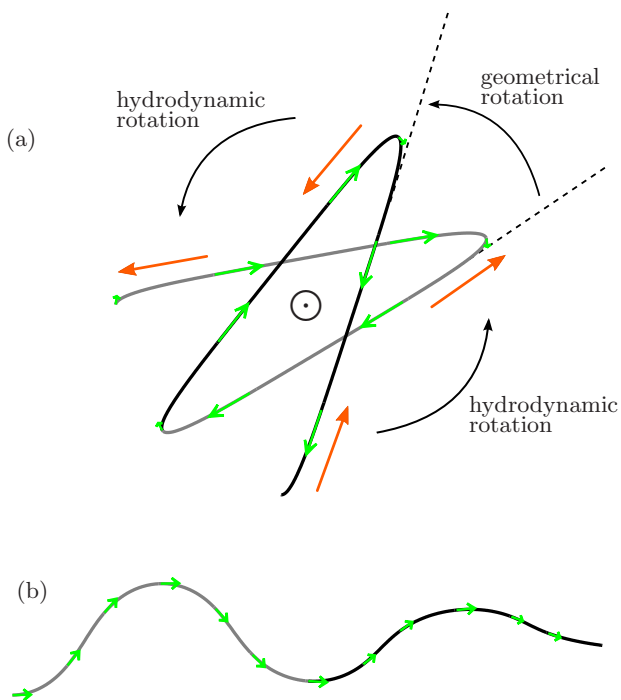 geometrical
rotation
hydrodynamic
rotation
(a)
hydrodynamic
rotation
(b)